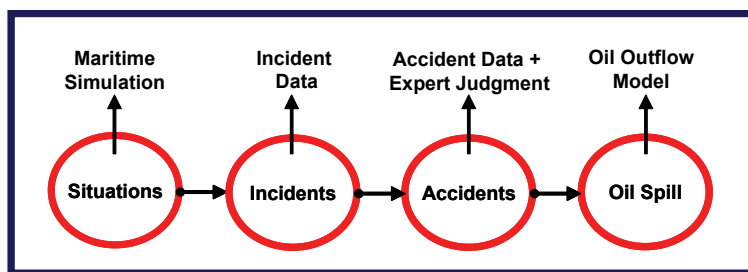 Maritime
Simulation
Incident
Data
Accident Data +
Expert Judgment
Oil Outflow
Model
Situations
Incidents
Accidents
Oil Spill